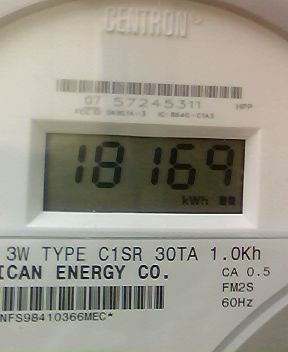 CENTRON
07 57245311 HPP
18169
kWh
3W TYPE C1SR 30TA 1.0Kh
ICAN ENERGY CO. CA 0.5
FM2S
60Hz
NFS98410366MEC*